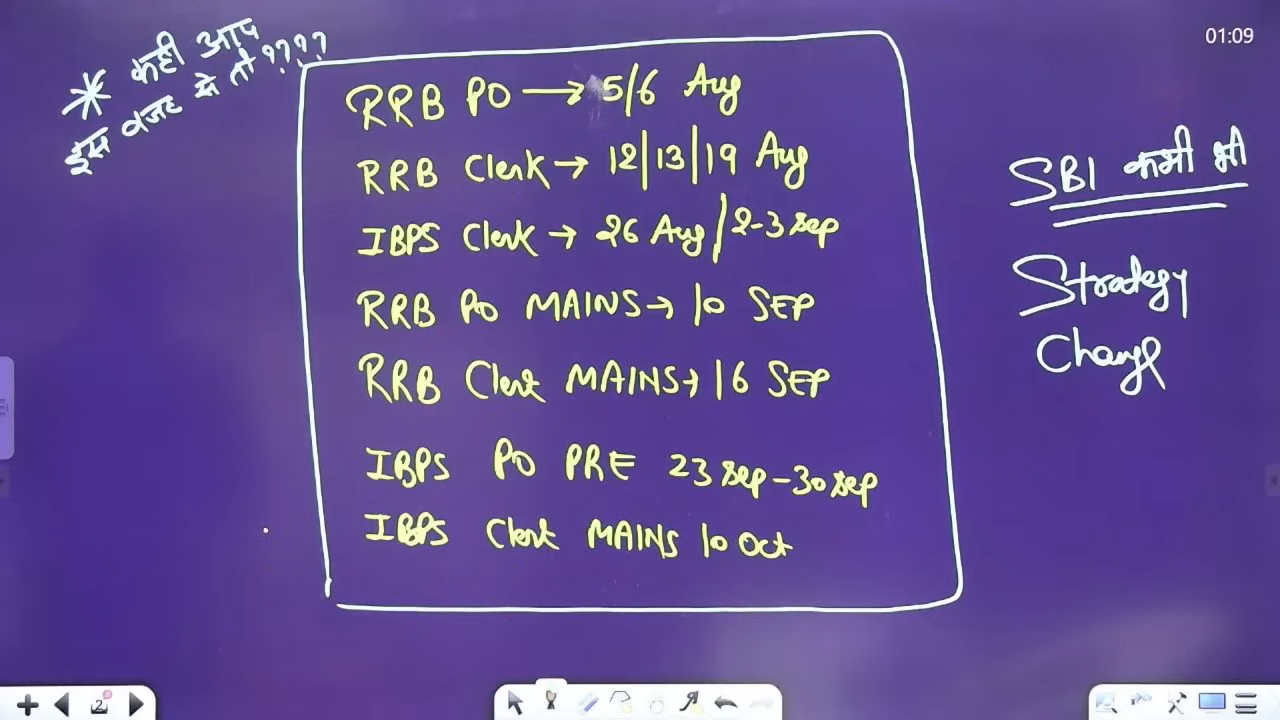 * कही आप
इस वजह से तो ????
01:09
RRB PO → 5/6 Aug
RRB Clerk → 12|13|19 Aug
IBPS Clerk → 26 Aug / 2-3 Sep
RRB PO MAINS → 10 SEP
RRB Clerk MAINS → 16 SEP
IBPS PO PRE 23 Sep - 30 Sep
IBPS Clerk MAINS 10 Oct
SBI कभी भी
Strategy
Change
2